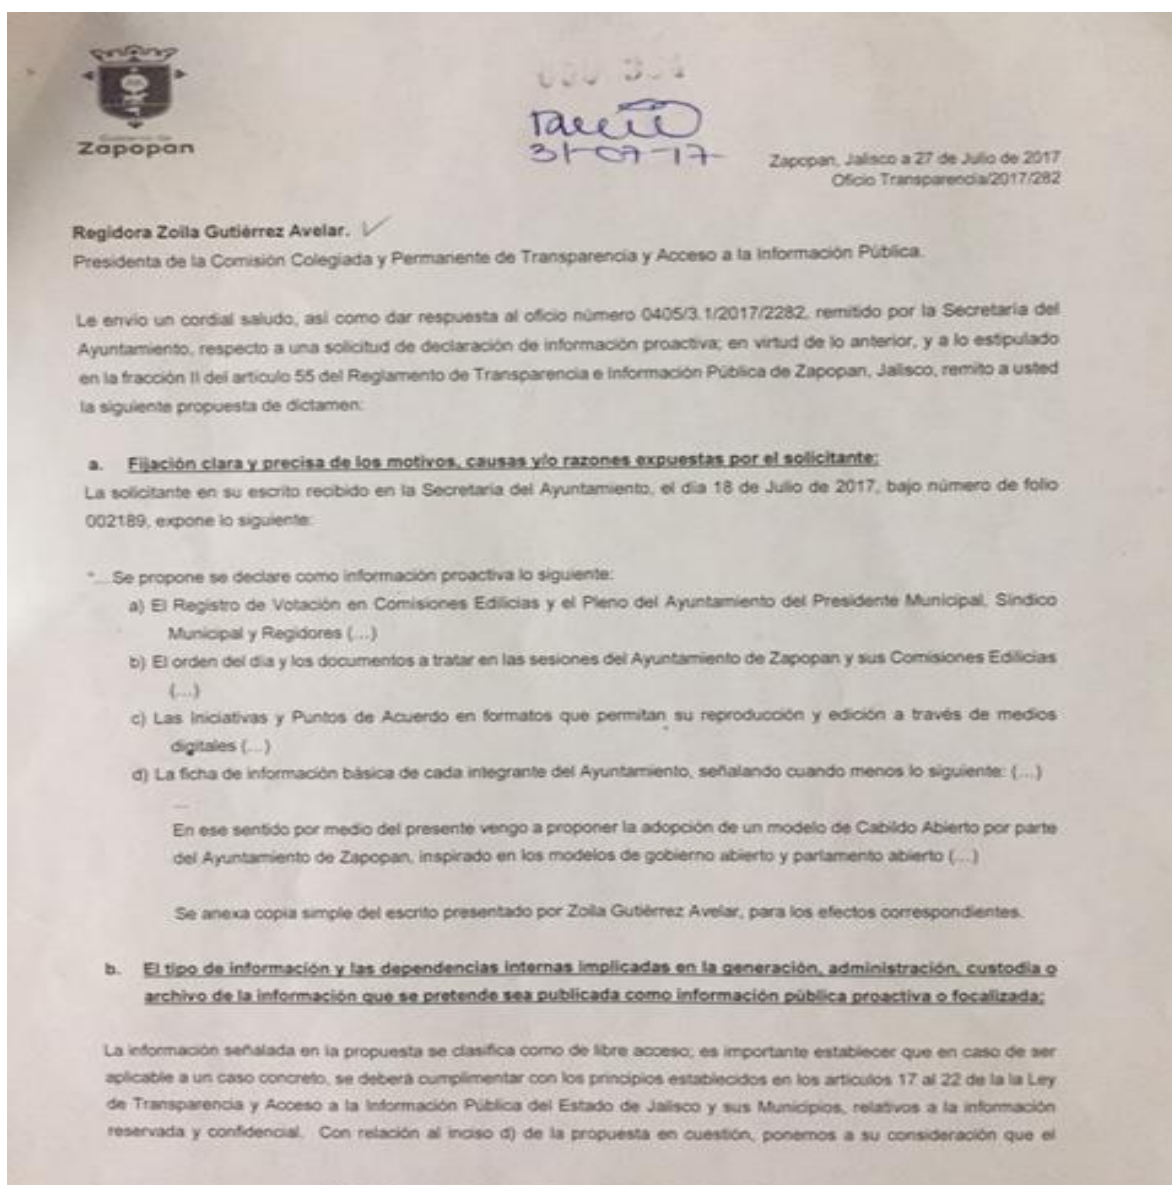 Gobierno de
Zapopan
31-07-17
Zapopan, Jalisco a 27 de Julio de 2017
Oficio Transparencia/2017/282
Regidora Zoila Gutiérrez Avelar.
Presidenta de la Comisión Colegiada y Permanente de Transparencia y Acceso a la Información Pública.
Le envío un cordial saludo, así como dar respuesta al oficio número 0405/3.1/2017/2282, remitido por la Secretaría del
Ayuntamiento, respecto a una solicitud de declaración de información proactiva; en virtud de lo anterior, y a lo estipulado
en la fracción II del artículo 55 del Reglamento de Transparencia e Información Pública de Zapopan, Jalisco, remito a usted
la siguiente propuesta de dictamen:
a. Fijación clara y precisa de los motivos, causas y/o razones expuestas por el solicitante;
La solicitante en su escrito recibido en la Secretaría del Ayuntamiento, el día 18 de Julio de 2017, bajo número de folio
002189, expone lo siguiente:
"... Se propone se declare como información proactiva lo siguiente:
a) El Registro de Votación en Comisiones Edilicias y el Pleno del Ayuntamiento del Presidente Municipal, Síndico
Municipal y Regidores (...)
b) El orden del día y los documentos a tratar en las sesiones del Ayuntamiento de Zapopan y sus Comisiones Edilicias
(...)
c) Las Iniciativas y Puntos de Acuerdo en formatos que permitan su reproducción y edición a través de medios
digitales (...)
d) La ficha de información básica de cada integrante del Ayuntamiento, señalando cuando menos lo siguiente: (...)
...
En ese sentido por medio del presente vengo a proponer la adopción de un modelo de Cabildo Abierto por parte
del Ayuntamiento de Zapopan, inspirado en los modelos de gobierno abierto y parlamento abierto (...)
Se anexa copia simple del escrito presentado por Zoila Gutiérrez Avelar, para los efectos correspondientes.
b. El tipo de información y las dependencias internas implicadas en la generación, administración, custodia o
archivo de la información que se pretende sea publicada como información pública proactiva o focalizada;
La información señalada en la propuesta se clasifica como de libre acceso; es importante establecer que en caso de ser
aplicable a un caso concreto, se deberá cumplimentar con los principios establecidos en los artículos 17 al 22 de la la Ley
de Transparencia y Acceso a la Información Pública del Estado de Jalisco y sus Municipios, relativos a la información
reservada y confidencial. Con relación al inciso d) de la propuesta en cuestión, ponemos a su consideración que el